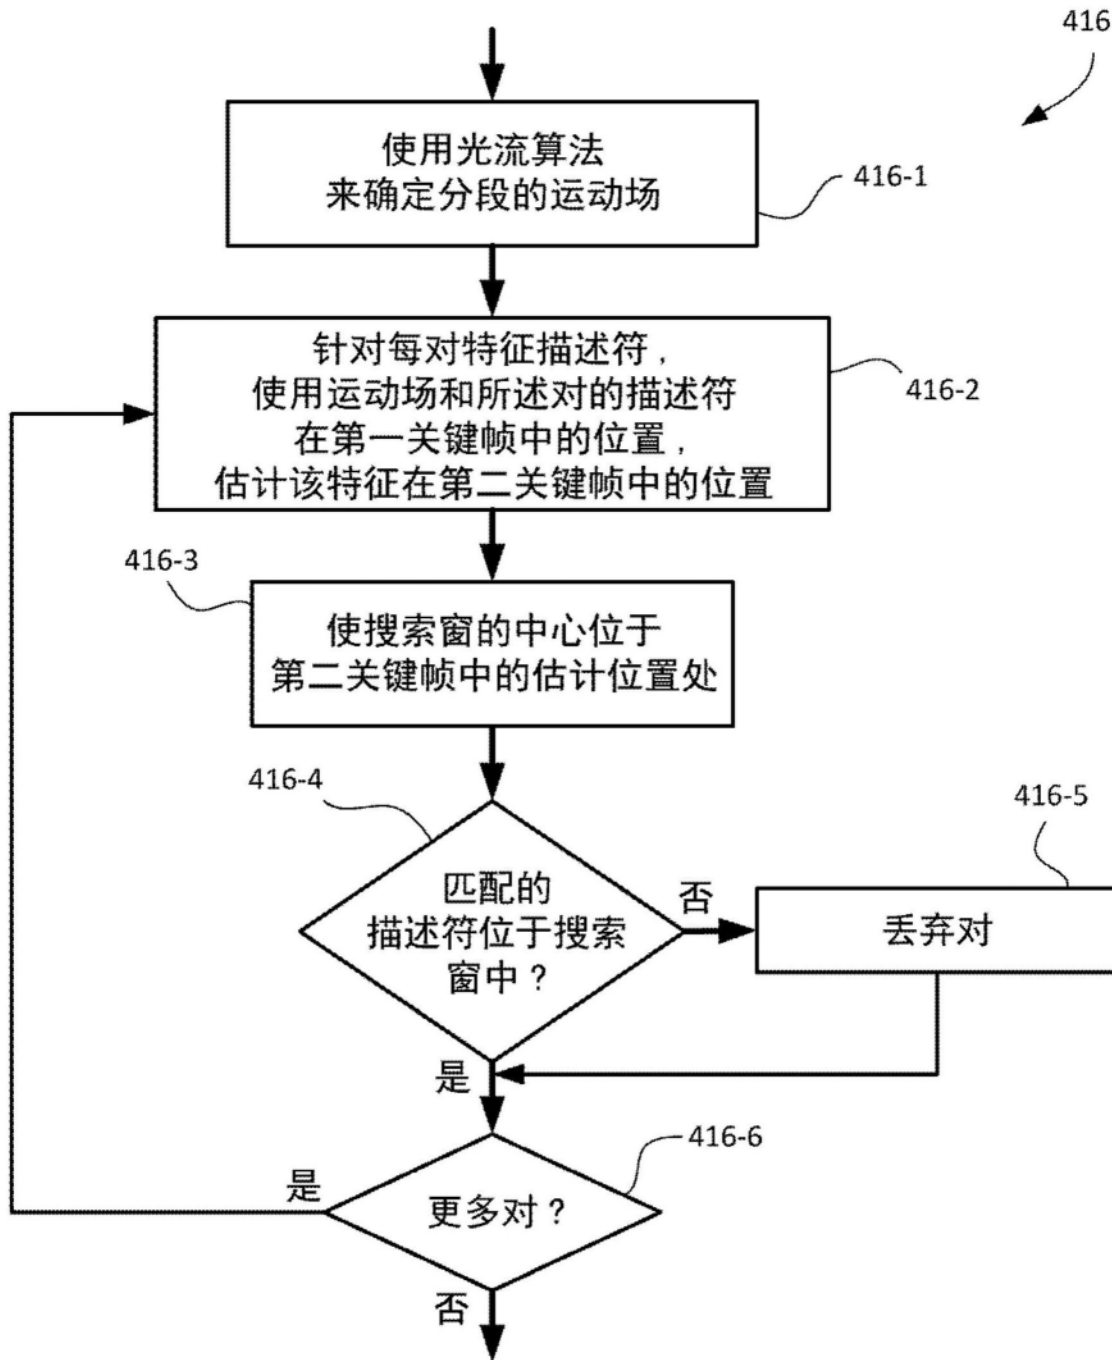 416
使用光流算法
来确定分段的运动场
416-1
针对每对特征描述符，
使用运动场和所述对的描述符
在第一关键帧中的位置，
估计该特征在第二关键帧中的位置
416-2
416-3
使搜索窗的中心位于
第二关键帧中的估计位置处
416-4
匹配的
描述符位于搜索
窗中？
否
416-5
丢弃对
是
416-6
更多对？
是
否